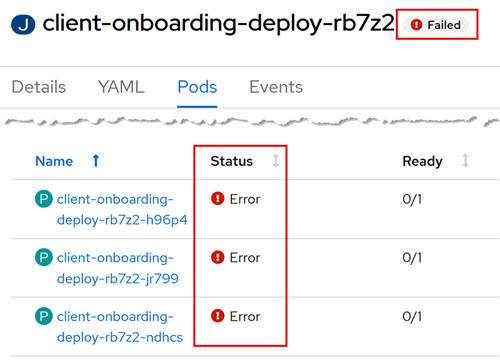 J client-onboarding-deploy-rb7z2 Failed
Details YAML Pods Events
Name Status Ready
P client-onboarding- Error 0/1
deploy-rb7z2-h96p4
P client-onboarding- Error 0/1
deploy-rb7z2-jr799
P client-onboarding- Error 0/1
deploy-rb7z2-ndhcs